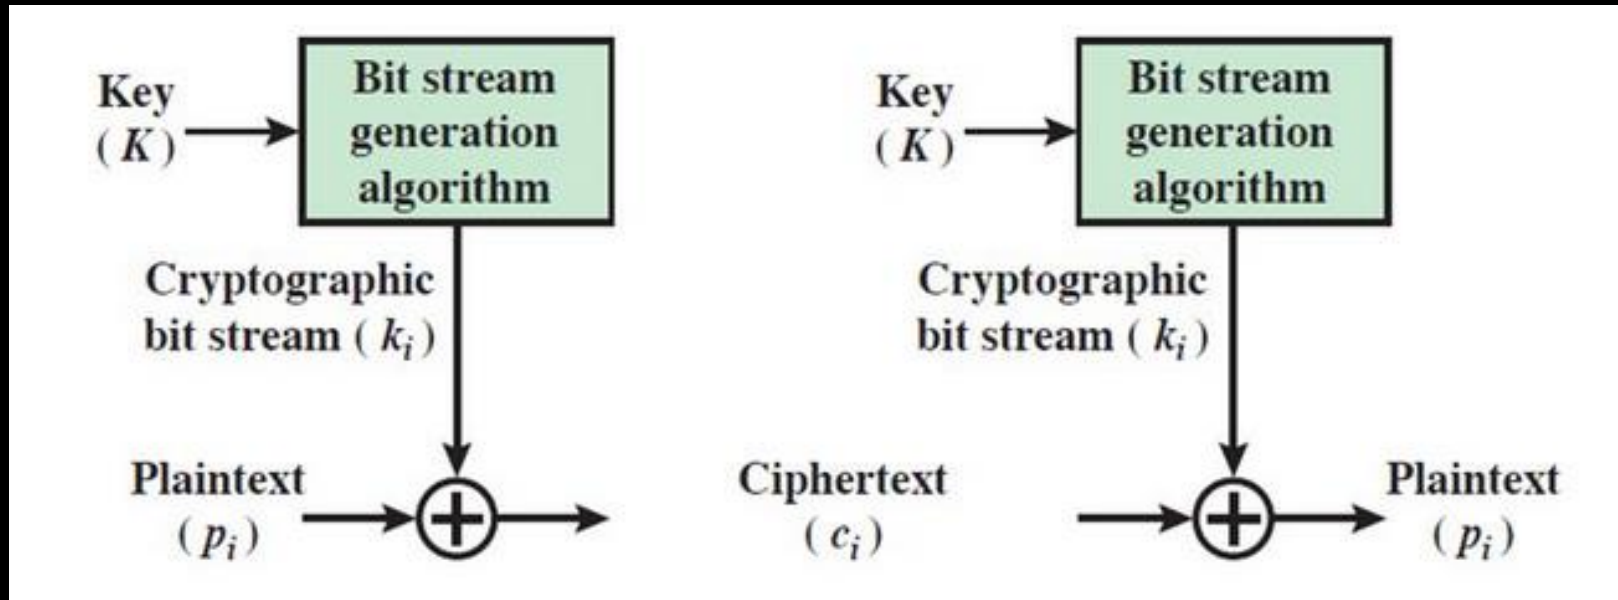 Key
(K)
Bit stream
generation
algorithm
Cryptographic
bit stream ( kᵢ )
Plaintext
( pᵢ )
Ciphertext
( cᵢ )
Key
(K)
Bit stream
generation
algorithm
Cryptographic
bit stream ( kᵢ )
Plaintext
( pᵢ )